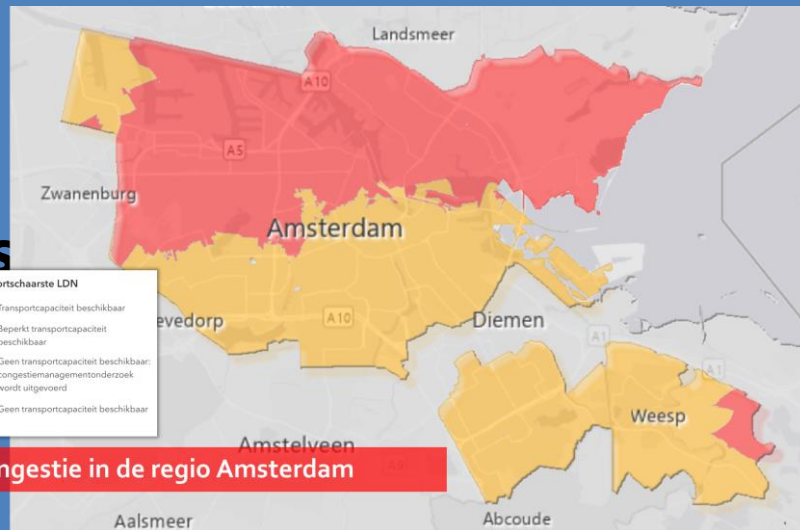 Landsmeer
A10
A5
Zwanenburg
Amsterdam
s
ortschaarste LDN
Transportcapaciteit beschikbaar
Beperkt transportcapaciteit
beschikbaar
Geen transportcapaciteit beschikbaar:
congestiemanagementonderzoek
wordt uitgevoerd
Geen transportcapaciteit beschikbaar
evedorp
A10
Diemen
A1
A1
Weesp
Amstelveen
A9
ngestie in de regio Amsterdam
Aalsmeer
Abcoude